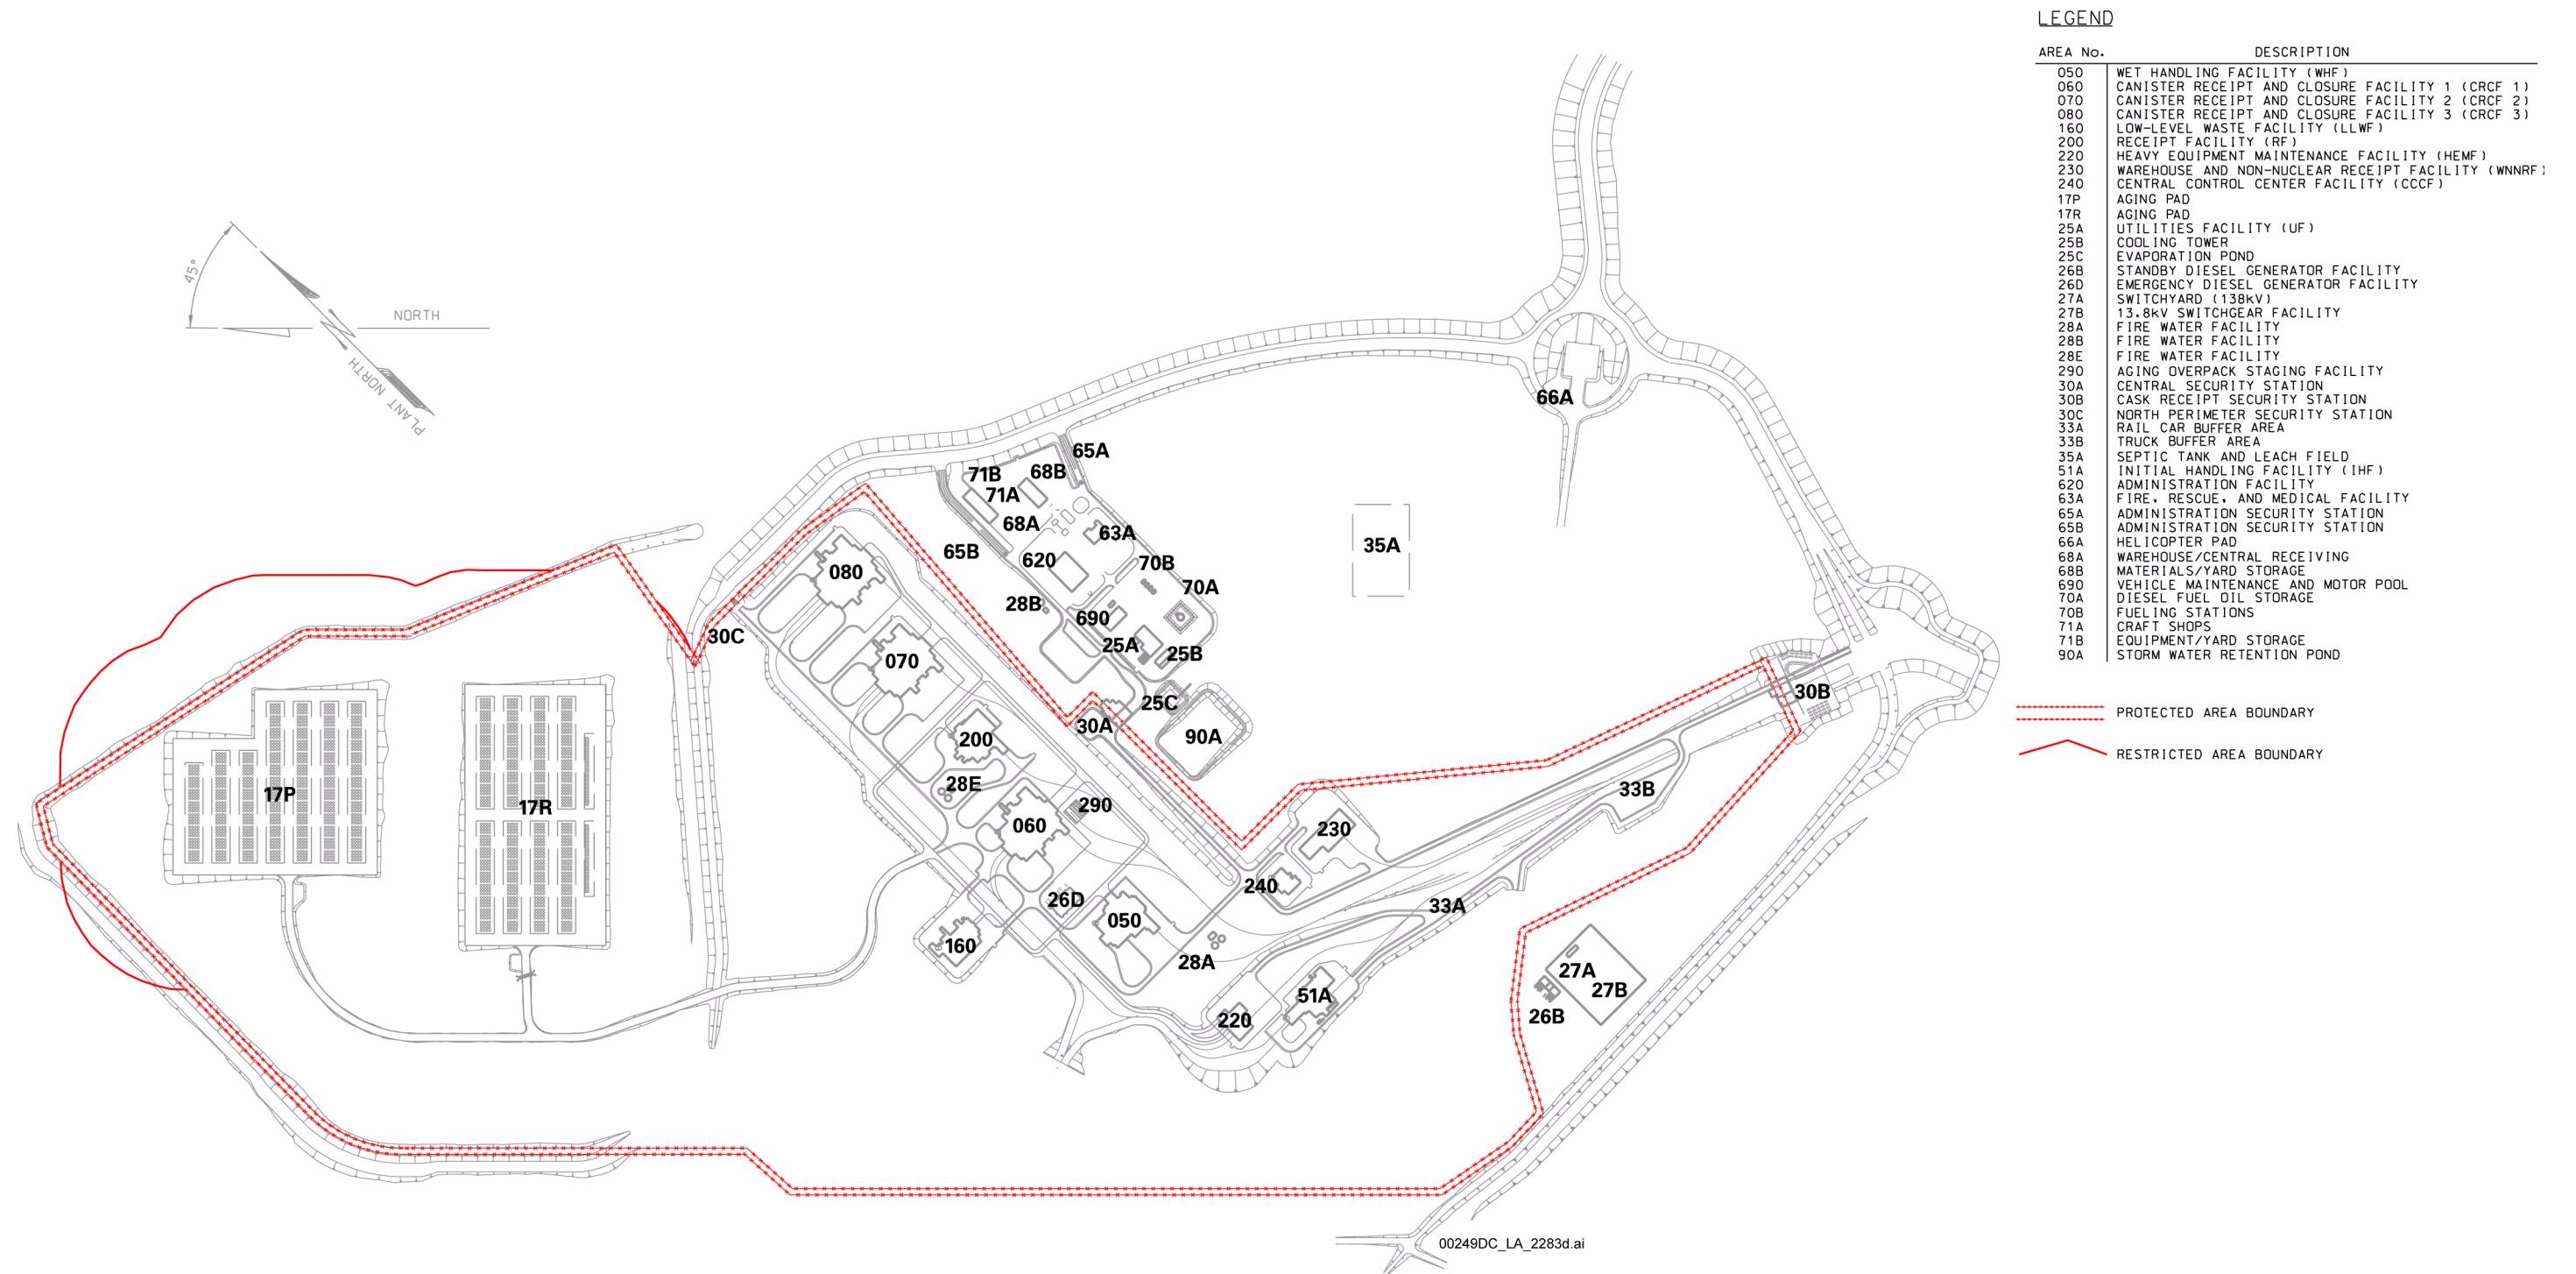 LEGEND
AREA No. DESCRIPTION
050 WET HANDLING FACILITY (WHF)
060 CANISTER RECEIPT AND CLOSURE FACILITY 1 (CRCF 1)
070 CANISTER RECEIPT AND CLOSURE FACILITY 2 (CRCF 2)
080 CANISTER RECEIPT AND CLOSURE FACILITY 3 (CRCF 3)
160 LOW-LEVEL WASTE FACILITY (LLWF)
200 RECEIPT FACILITY (RF)
220 HEAVY EQUIPMENT MAINTENANCE FACILITY (HEMF)
230 WAREHOUSE AND NON-NUCLEAR RECEIPT FACILITY (WNNRF)
240 CENTRAL CONTROL CENTER FACILITY (CCCF)
17P AGING PAD
17R AGING PAD
25A UTILITIES FACILITY (UF)
25B COOLING TOWER
25C EVAPORATION POND
26B STANDBY DIESEL GENERATOR FACILITY
26D EMERGENCY DIESEL GENERATOR FACILITY
27A SWITCHYARD (138kV)
27B 13.8kV SWITCHGEAR FACILITY
28A FIRE WATER FACILITY
28B FIRE WATER FACILITY
28E FIRE WATER FACILITY
290 AGING OVERPACK STAGING FACILITY
30A CENTRAL SECURITY STATION
30B CASK RECEIPT SECURITY STATION
30C NORTH PERIMETER SECURITY STATION
33A RAIL CAR BUFFER AREA
33B TRUCK BUFFER AREA
35A SEPTIC TANK AND LEACH FIELD
51A INITIAL HANDLING FACILITY (IHF)
620 ADMINISTRATION FACILITY
63A FIRE, RESCUE, AND MEDICAL FACILITY
65A ADMINISTRATION SECURITY STATION
65B ADMINISTRATION SECURITY STATION
66A HELICOPTER PAD
68A WAREHOUSE/CENTRAL RECEIVING
68B MATERIALS/YARD STORAGE
690 VEHICLE MAINTENANCE AND MOTOR POOL
70A DIESEL FUEL OIL STORAGE
70B FUELING STATIONS
71A CRAFT SHOPS
71B EQUIPMENT/YARD STORAGE
90A STORM WATER RETENTION POND
PROTECTED AREA BOUNDARY
RESTRICTED AREA BOUNDARY
45°
NORTH
PLANT NORTH
66A
65A
71B
68B
71A
68A
63A
65B
35A
620
70B
080
70A
28B
690
30C
25A
25B
070
30B
25C
30A
90A
200
28E
33B
17P
290
17R
060
230
240
26D
33A
050
160
28A
27A
27B
51A
26B
220
00249DC_LA_2283d.ai